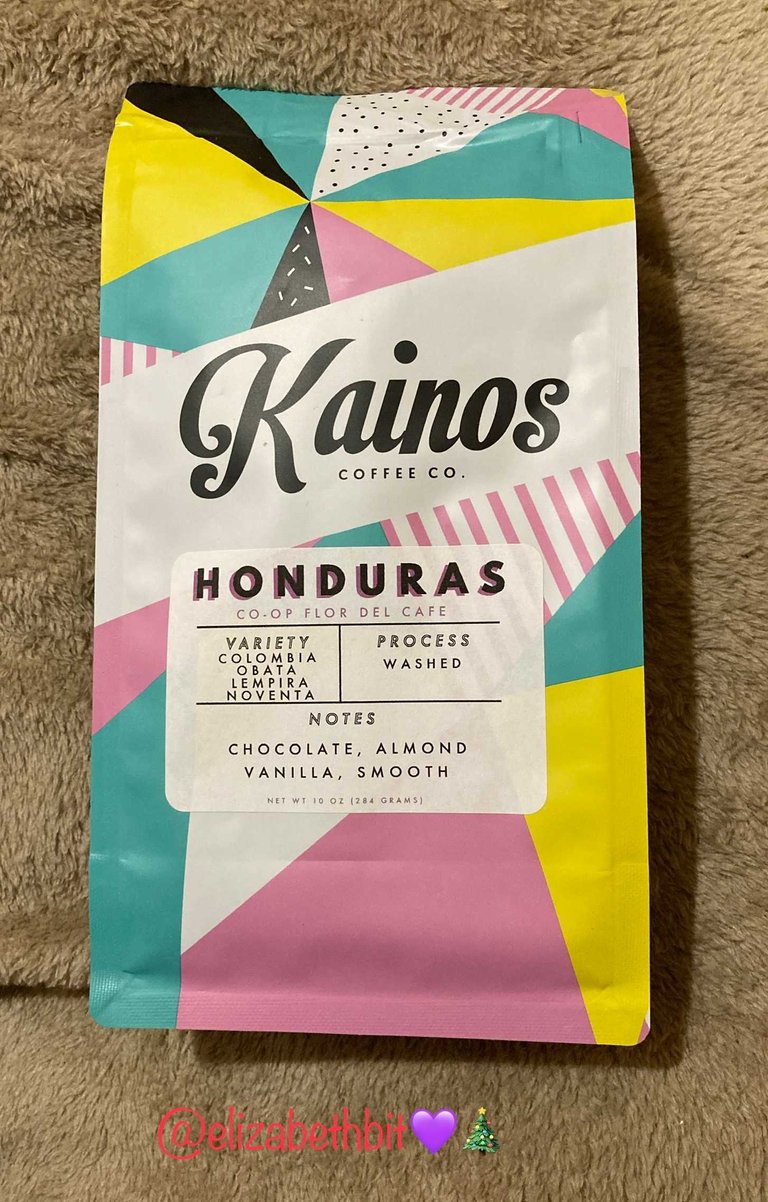 Kainos
COFFEE CO.
HONDURAS
CO-OP FLOR DEL CAFE
VARIETY
COLOMBIA
OBATA
LEMPIRA
NOVENTA
PROCESS
WASHED
NOTES
CHOCOLATE, ALMOND
VANILLA, SMOOTH
NET WT 10 OZ (284 GRAMS)
@elizabethbit💜🎄